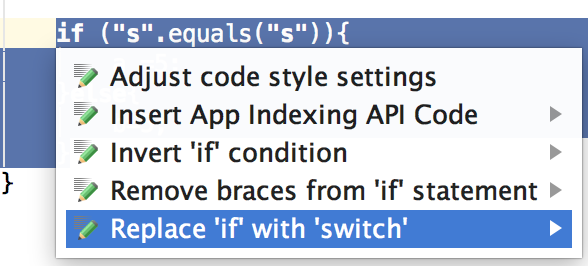 if ("s".equals("s")){
Adjust code style settings
Insert App Indexing API Code
Invert 'if' condition
Remove braces from 'if' statement
Replace 'if' with 'switch'
}